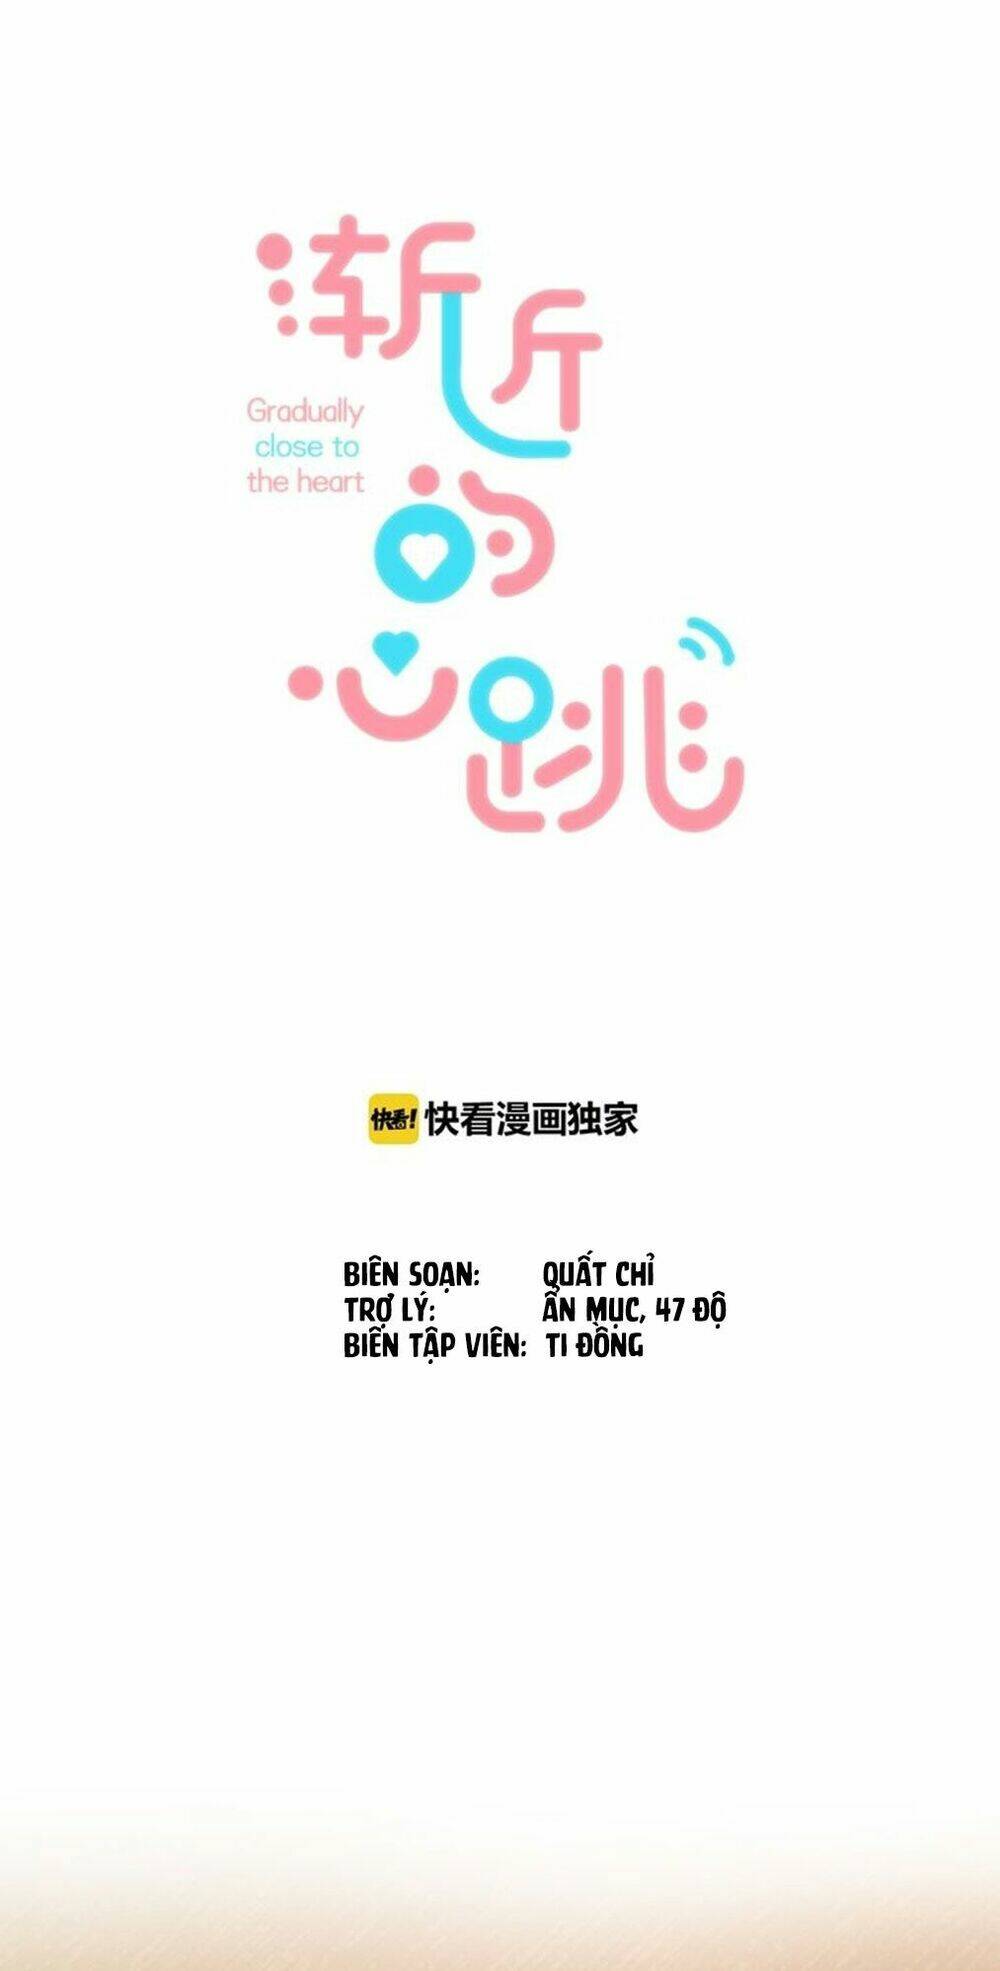 渐近
Gradually
close to
the heart
的
心跳
快看! 快看漫画独家
BIÊN SOẠN: QUẤT CHỈ
TRỢ LÝ: ẨN MỤC, 47 ĐỘ
BIÊN TẬP VIÊN: TI ĐỒNG